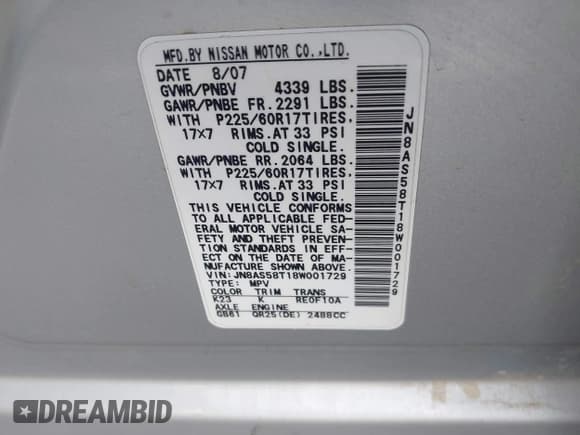 MFD.BY NISSAN MOTOR CO.,LTD.
DATE 8/07
GVWR/PNBV 4339 LBS.
GAWR/PNBE FR.2291 LBS.
WITH P225/60R17TIRES,
17×7 RIMS.AT 33 PSI
COLD SINGLE.
GAWR/PNBE RR.2064 LBS.
WITH P225/60R17TIRES,
17×7 RIMS.AT 33 PSI
COLD SINGLE.
THIS VEHICLE CONFORMS
TO ALL APPLICABLE FED-
ERAL MOTOR VEHICLE SA-
FETY AND THEFT PREVEN-
TION STANDARDS IN EFF-
ECT ON THE DATE OF MA-
NUFACTURE SHOWN ABOVE.
VIN:JN8AS58T18W001729
TYPE: MPV
COLOR TRIM TRANS
K23 K RE0F10A
AXLE ENGINE
GB61 QR25(DE) 2488CC
JN8AS58T18W001729
DREAMBID